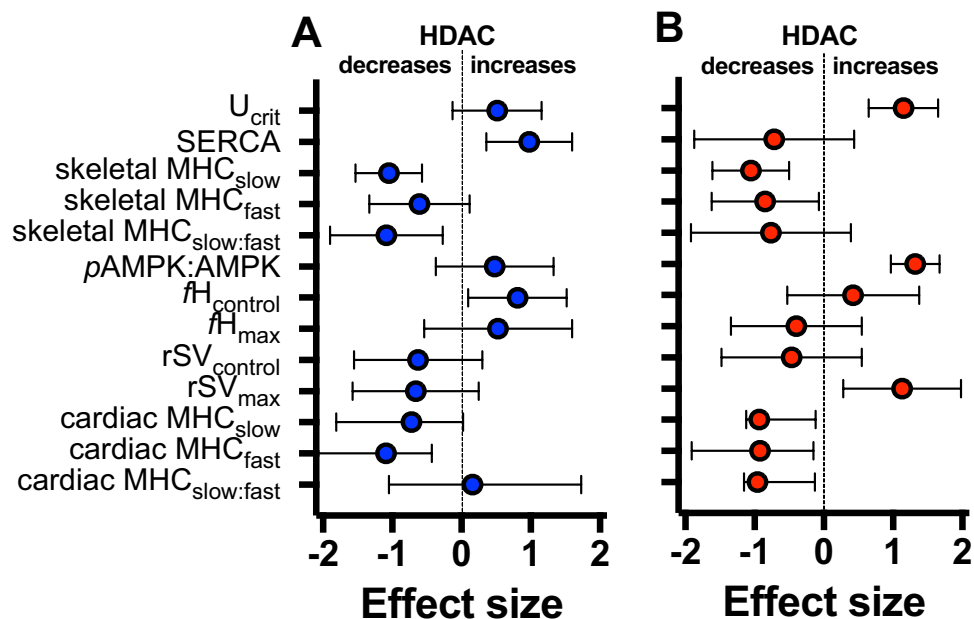 A
HDAC
decreases increases
B
HDAC
decreases increases
Ucrit
SERCA
skeletal MHCslow
skeletal MHCfast
skeletal MHCslow:fast
pAMPK:AMPK
fHcontrol
fHmax
rSVcontrol
rSVmax
cardiac MHCslow
cardiac MHCfast
cardiac MHCslow:fast
-2 -1 0 1 2
Effect size
-2 -1 0 1 2
Effect size